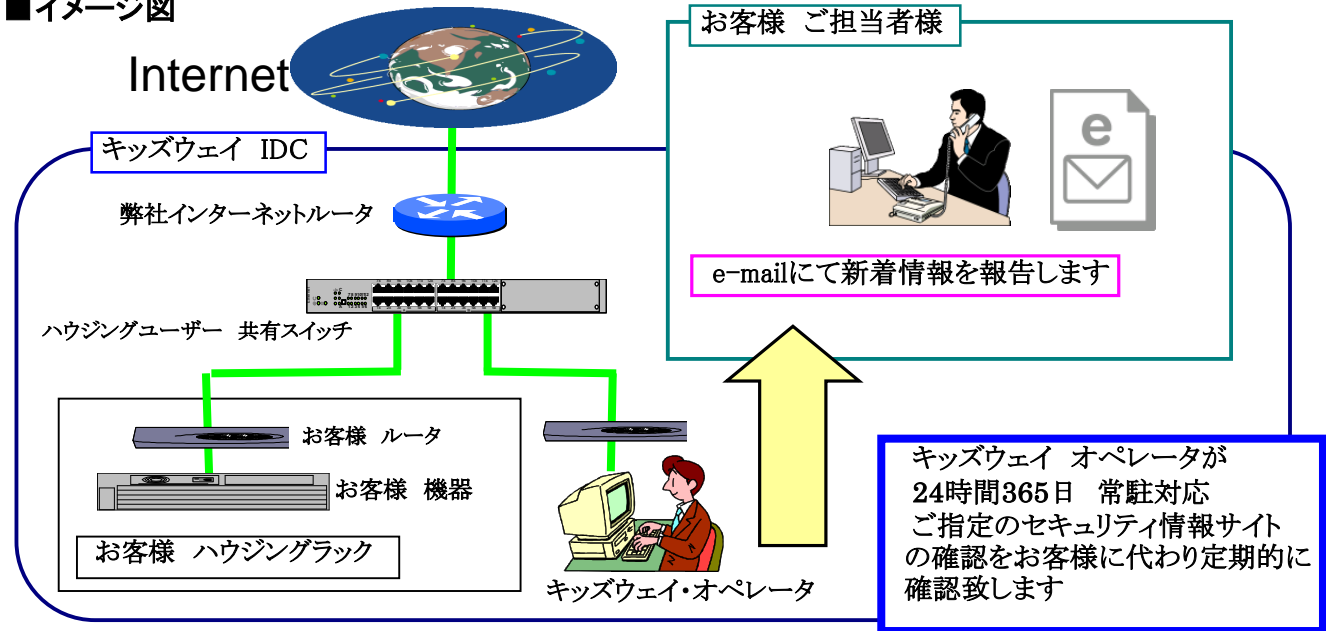 ■イメージ図
Internet
お客様 ご担当者様
e
e-mailにて新着情報を報告します
キッズウェイ IDC
弊社インターネットルータ
ハウジングユーザー 共有スイッチ
お客様 ルータ
お客様 機器
お客様 ハウジングラック
キッズウェイ・オペレータ
キッズウェイ オペレータが
24時間365日 常駐対応
ご指定のセキュリティ情報サイト
の確認をお客様に代わり定期的に
確認致します